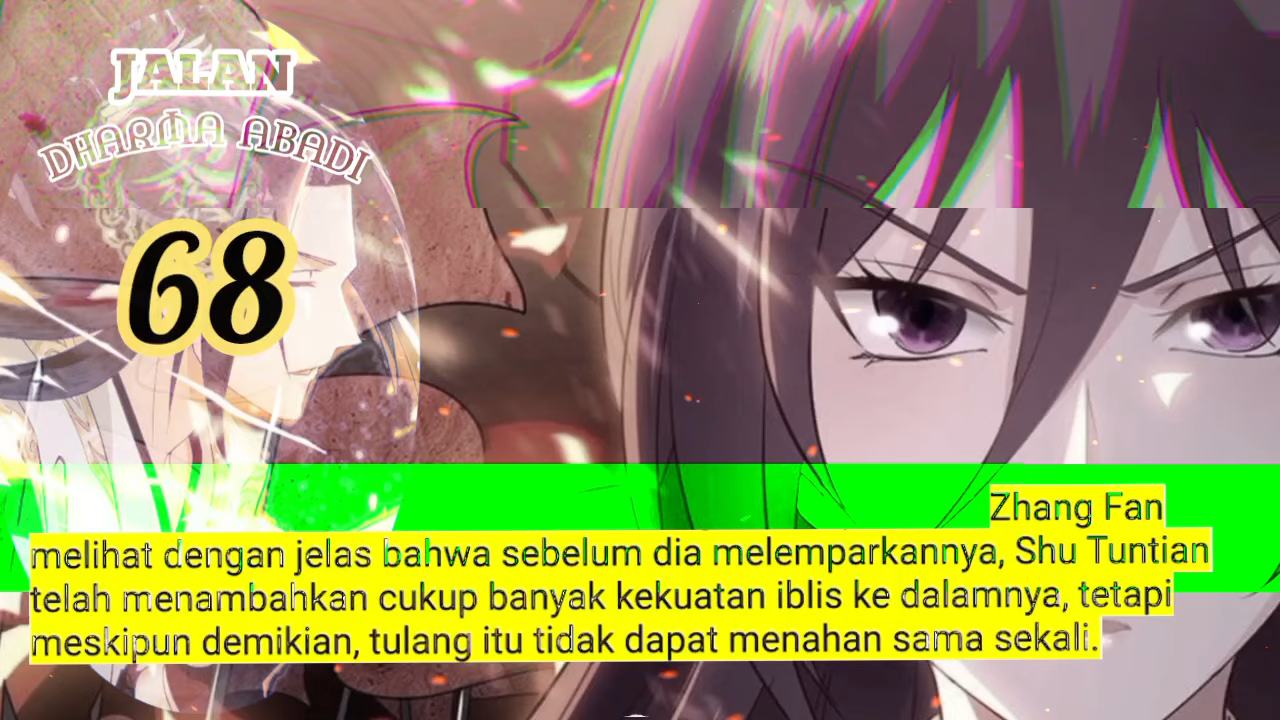 JALAN
DHARMA ABADI
68
Zhang Fan
melihat dengan jelas bahwa sebelum dia melemparkannya, Shu Tuntian
telah menambahkan cukup banyak kekuatan iblis ke dalamnya, tetapi
meskipun demikian, tulang itu tidak dapat menahan sama sekali.